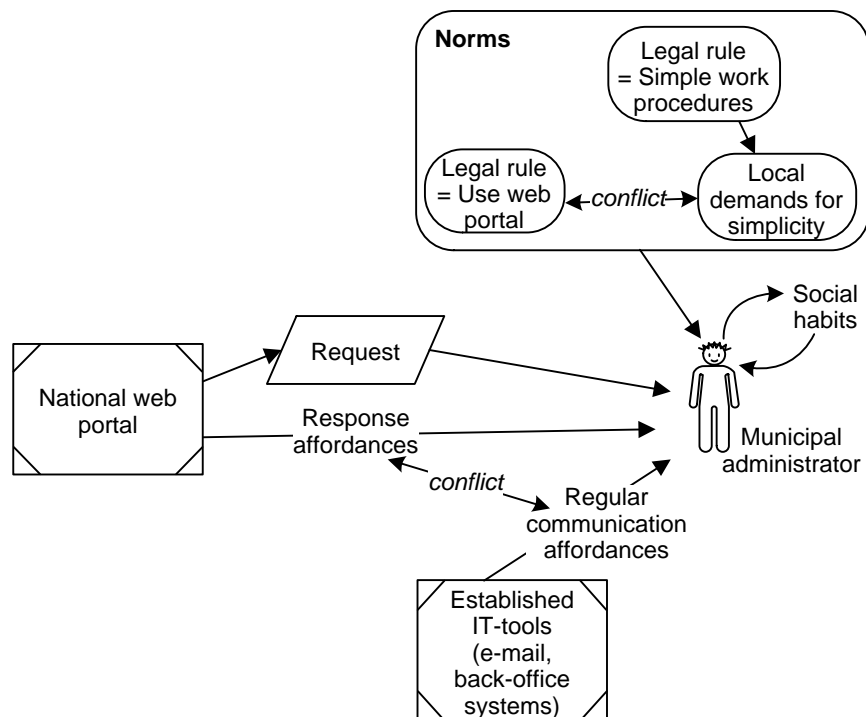 Norms
Legal rule
= Simple work
procedures
Legal rule
= Use web
portal
conflict
Local
demands for
simplicity
Social
habits
Request
National web
portal
Response
affordances
Municipal
administrator
conflict
Regular
communication
affordances
Established
IT-tools
(e-mail,
back-office
systems)